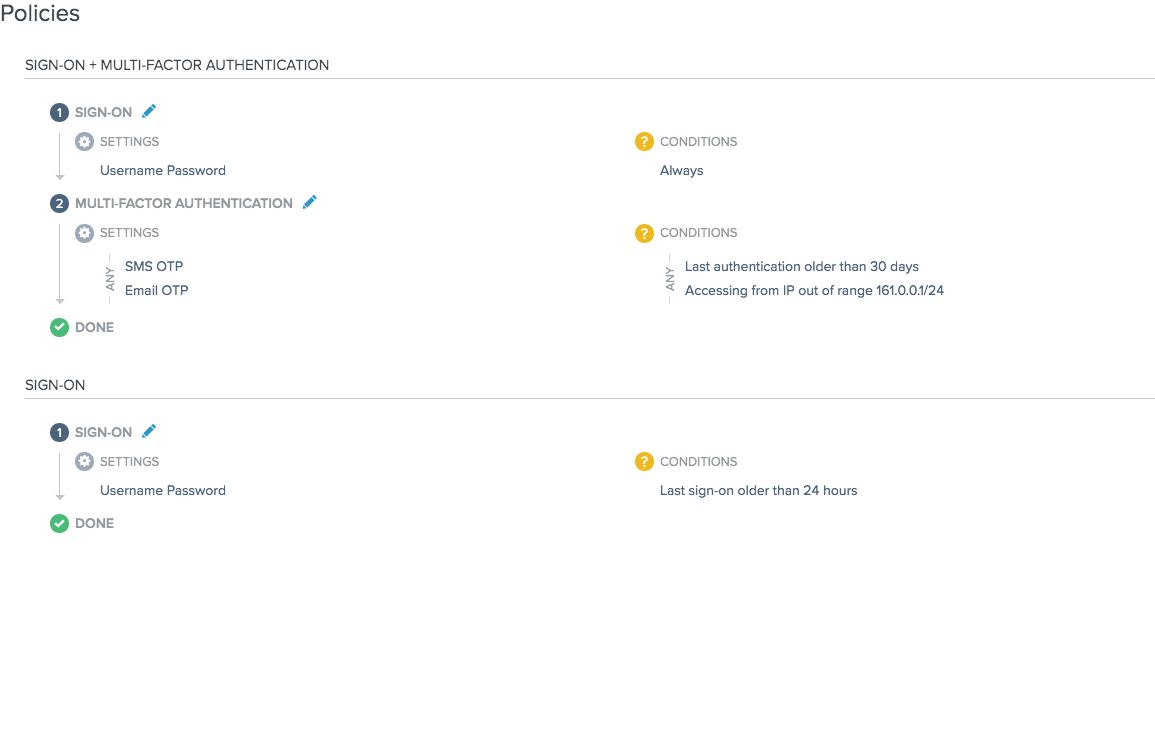 Policies
SIGN-ON + MULTI-FACTOR AUTHENTICATION
1 SIGN-ON
SETTINGS
? CONDITIONS
Username Password
Always
2 MULTI-FACTOR AUTHENTICATION
SETTINGS
? CONDITIONS
ANY
SMS OTP
Email OTP
ANY
Last authentication older than 30 days
Accessing from IP out of range 161.0.0.1/24
DONE
SIGN-ON
1 SIGN-ON
SETTINGS
? CONDITIONS
Username Password
Last sign-on older than 24 hours
DONE